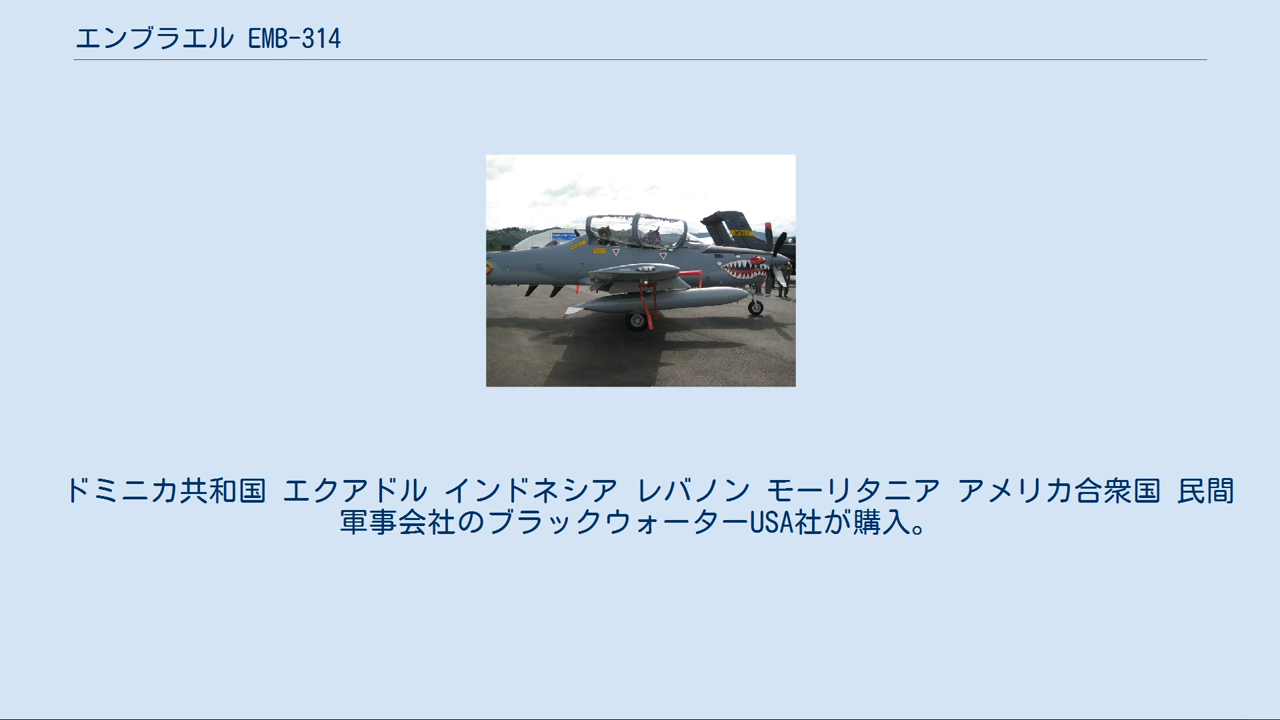 エンブラエル EMB-314
ドミニカ共和国 エクアドル インドネシア レバノン モーリタニア アメリカ合衆国 民間
軍事会社のブラックウォーターUSA社が購入。